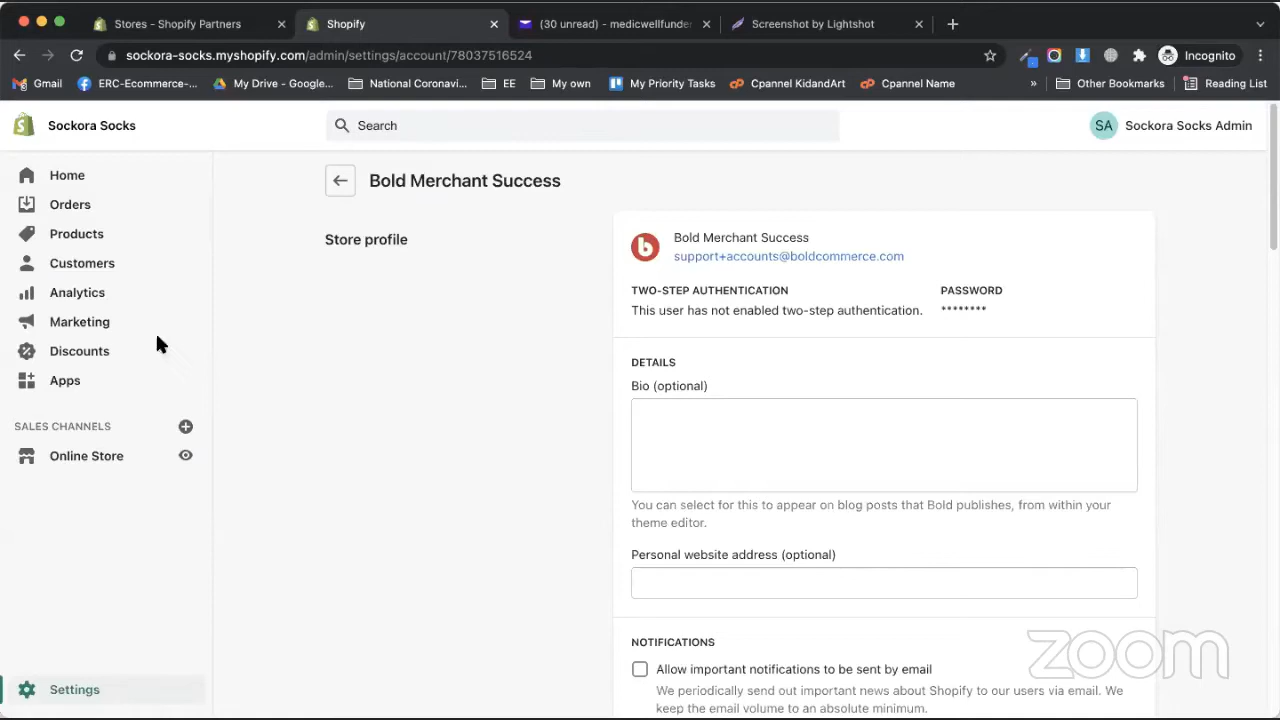 Stores - Shopify Partners
Shopify
(30 unread) - medicwellfunder
Screenshot by Lightshot
sockora-socks.myshopify.com/admin/settings/account/78037516524
Incognito
Gmail
ERC-Ecommerce-...
My Drive - Google...
National Coronavi...
EE
My own
My Priority Tasks
Cpannel KidandArt
Cpannel Name
»
Other Bookmarks
Reading List
Sockora Socks
Search
SA
Sockora Socks Admin
Home
Orders
Products
Customers
Analytics
Marketing
Discounts
Apps
SALES CHANNELS
Online Store
Settings
Bold Merchant Success
Store profile
Bold Merchant Success
support+accounts@boldcommerce.com
TWO-STEP AUTHENTICATION
This user has not enabled two-step authentication.
PASSWORD
********
DETAILS
Bio (optional)
You can select for this to appear on blog posts that Bold publishes, from within your
theme editor.
Personal website address (optional)
NOTIFICATIONS
Allow important notifications to be sent by email
We periodically send out important news about Shopify to our users via email. We
keep the email volume to an absolute minimum.
zoom